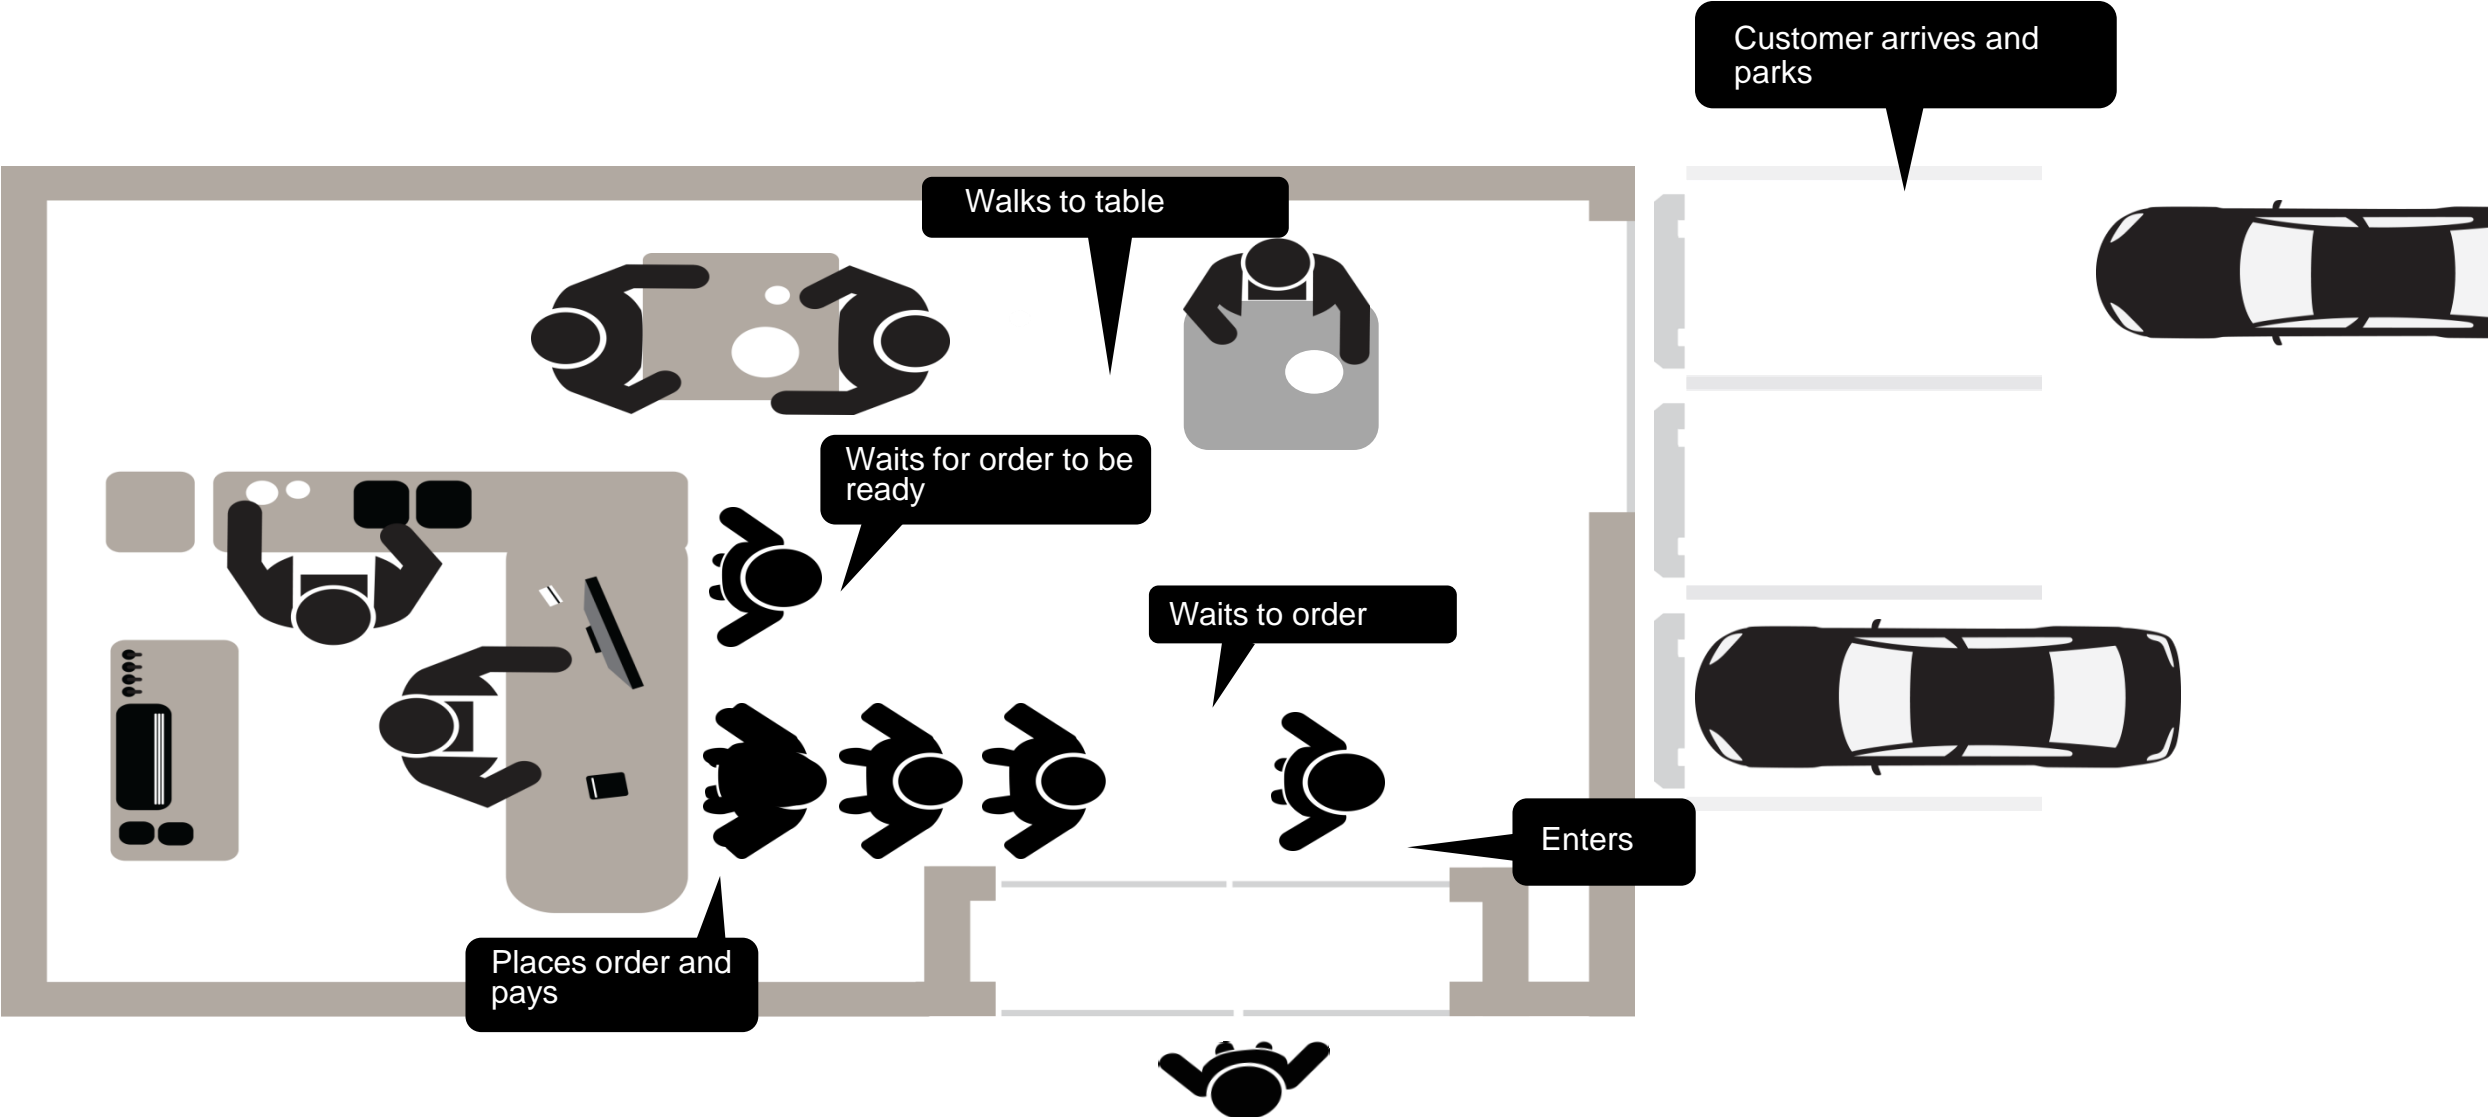 Customer arrives and
parks
Walks to table
Waits for order to be
ready
Waits to order
Enters
Places order and
pays